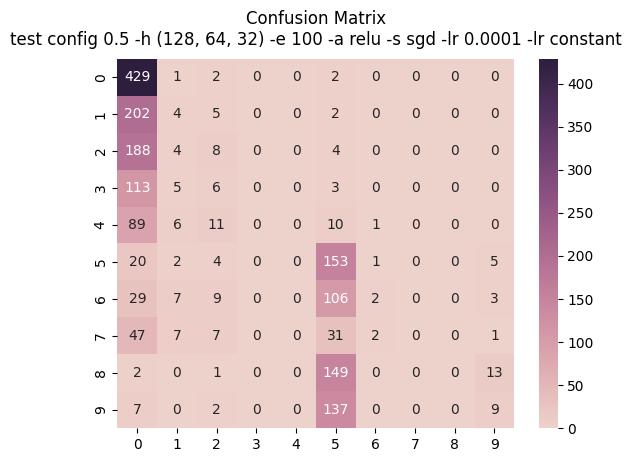 Confusion Matrix
test config 0.5 -h (128, 64, 32) -e 100 -a relu -s sgd -lr 0.0001 -lr constant
0 429 1 2 0 0 2 0 0 0 0
1 202 4 5 0 0 2 0 0 0 0
2 188 4 8 0 0 4 0 0 0 0
3 113 5 6 0 0 3 0 0 0 0
4 89 6 11 0 0 10 1 0 0 0
5 20 2 4 0 0 153 1 0 0 5
6 29 7 9 0 0 106 2 0 0 3
7 47 7 7 0 0 31 2 0 0 1
8 2 0 1 0 0 149 0 0 0 13
9 7 0 2 0 0 137 0 0 0 9
0 1 2 3 4 5 6 7 8 9
400
350
300
250
200
150
100
50
0